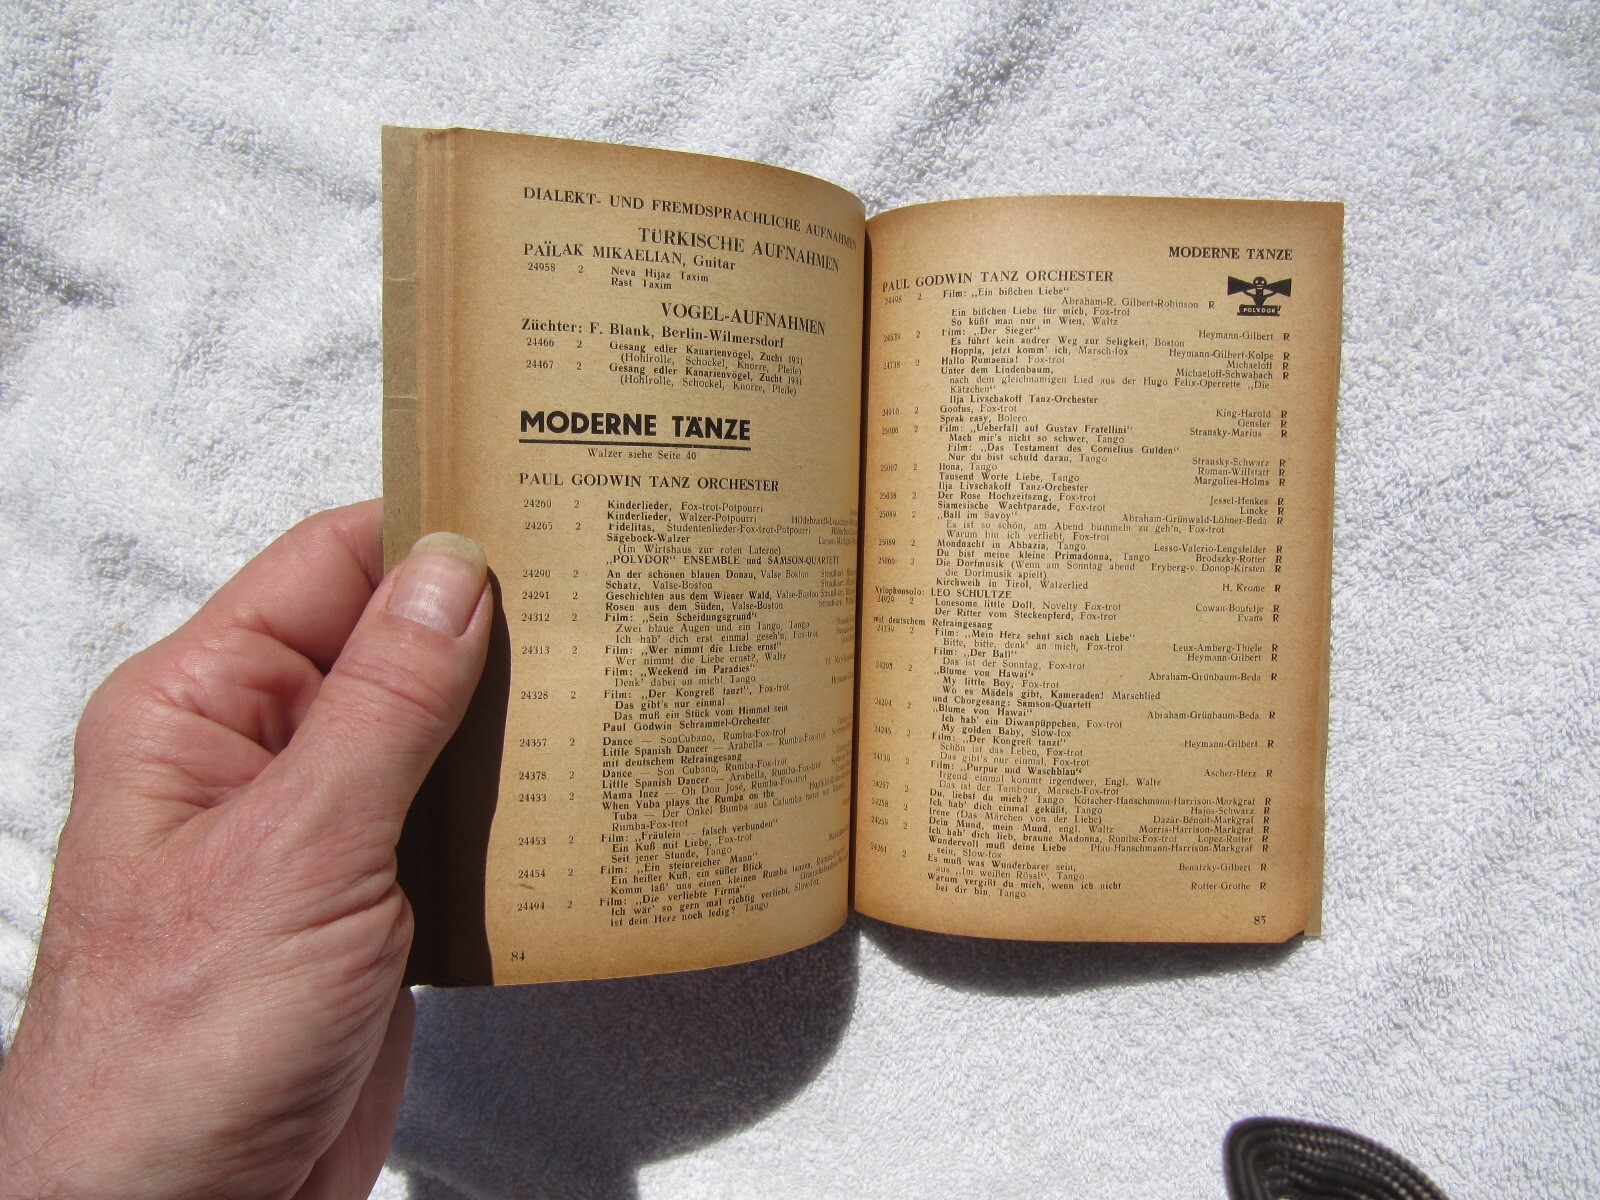 DIALEKT- UND FREMDSPRACHLICHE AUFNAHMEN
TÜRKISCHE AUFNAHMEN
PAÏLAK MIKAELIAN, Guitar
24958 2 Neva Hijaz Taxim
Rast Taxim
VOGEL-AUFNAHMEN
Züchter: F. Blank, Berlin-Wilmersdorf
24466 2 Gesang edler Kanarienvögel, Zucht 1931
(Hohlrolle, Schockel, Knorre, Pfeife)
24467 2 Gesang edler Kanarienvögel, Zucht 1931
(Hohlrolle, Schockel, Knorre, Pfeife)
MODERNE TÄNZE
Walzer siehe Seite 40
PAUL GODWIN TANZ ORCHESTER
24260 2 Kinderlieder, Fox-trot-Potpourri
Kinderlieder, Walzer-Potpourri
24265 2 Fidelitas, Studentenlieder-Fox-trot-Potpourri
Sägebock-Walzer
(Im Wirtshaus zur roten Laterne)
„POLYDOR“ ENSEMBLE und SAMSON-QUARTETT
24290 2 An der schönen blauen Donau, Valse Boston
Schatz, Valse-Boston
24291 2 Geschichten aus dem Wiener Wald, Valse-Boston
Rosen aus dem Süden, Valse-Boston
24312 2 Film: „Sein Scheidungsgrund“
Zwei blaue Augen und ein Tango, Tango
Ich hab' dich erst einmal geseh'n, Fox-trot
24313 2 Film: „Wer nimmt die Liebe ernst“
Wer nimmt die Liebe ernst?, Waltz
Film: „Weekend im Paradies“
Denk' dabei an mich! Tango
24328 2 Film: „Der Kongreß tanzt“, Fox-trot
Das gibt's nur einmal
Das muß ein Stück vom Himmel sein
Paul Godwin Schrammel-Orchester
24357 2 Dance — SonCubano, Rumba-Fox-trot
Little Spanish Dancer — Arabella — Rumba-Fox-trot
mit deutschem Refraingesang
24378 2 Dance — Son Cubano, Rumba-Fox-trot
Little Spanish Dancer — Arabella, Rumba-Fox-trot
24433 2 Mama Inez — Oh Don José, Rumba-Fox-trot
When Yuba plays the Rumba on the
Tuba — Der Onkel Bumba aus Calumba tanzt nur Rumba
Rumba-Fox-trot
24453 2 Film: „Fräulein — falsch verbunden“
Ein Kuß mit Liebe, Fox-trot
Seit jener Stunde, Tango
24454 2 Film: „Ein steinreicher Mann“
Ein heißer Kuß, ein süßer Blick
Komm laß' uns einen kleinen Rumba tanzen, Rumba-Fox-trot
24494 2 Film: „Die verliebte Firma“
Ich wär' so gern mal richtig verliebt, Slow-fox
Ist dein Herz noch ledig? Tango
84
MODERNE TÄNZE
POLYDOR
PAUL GODWIN TANZ ORCHESTER
24498 2 Film: „Ein bißchen Liebe“
Abraham-R. Gilbert-Robinson R
Ein bißchen Liebe für mich, Fox-trot
So küßt man nur in Wien, Waltz
24539 2 Film: „Der Sieger“ Heymann-Gilbert R
Es führt kein andrer Weg zur Seligkeit, Boston
Hoppla, jetzt komm' ich, Marsch-fox Heymann-Gilbert-Kolpe R
24738 2 Hallo Rumaenia! Fox-trot Michaeloff R
Unter dem Lindenbaum, Michaeloff-Schwabach R
nach dem gleichnamigen Lied aus der Hugo Felix-Operrette „Die
Kätzchen“
Ilja Livschakoff Tanz-Orchester
24910 2 Goofus, Fox-trot King-Harold R
Speak easy, Bolero Gensler R
25006 2 Film: „Ueberfall auf Gustav Fratellini“ Stransky-Marius R
Mach mir's nicht so schwer, Tango
Film: „Das Testament des Cornelius Gulden“
Nur du bist schuld daran, Tango Stransky-Schwarz R
25007 2 Ilona, Tango Roman-Willstatt R
Tausend Worte Liebe, Tango Margulies-Holms R
Ilja Livschakoff Tanz-Orchester
25038 2 Der Rose Hochzeitszug, Fox-trot Jessel-Henkes R
Siamesische Wachtparade, Fox-trot Lincke R
25049 2 „Ball im Savoy“ Abraham-Grünwald-Löhner-Beda R
Es ist so schön, am Abend bummeln zu geh'n, Fox-trot
Warum bin ich verliebt, Fox-trot
25089 2 Mondnacht in Abbazia, Tango Lesso-Valerio-Lengsfelder R
Du bist meine kleine Primadonna, Tango Brodszky-Rotter R
25066 2 Die Dorfmusik (Wenn am Sonntag abend Fryberg-v. Donop-Kirsten R
die Dorfmusik spielt)
Kirchweih in Tirol, Walzerlied H. Krome R
Xylophonsolo: LEO SCHULTZE
24929 2 Lonesome little Doll, Novelty Fox-trot Cowan-Boutelje R
Der Ritter vom Steckenpferd, Fox-trot Evans R
mit deutschem Refraingesang
24139 2 Film: „Mein Herz sehnt sich nach Liebe“
Bitte, bitte, denk' an mich, Fox-trot Leux-Amberg-Thiele R
Film: „Der Ball“ Heymann-Gilbert R
Das ist der Sonntag, Fox-trot
24203 2 „Blume von Hawai“ Abraham-Grünbaum-Beda R
My little Boy, Fox-trot
Wo es Mädels gibt, Kameraden! Marschlied
und Chorgesang: Samson-Quartett
24204 2 „Blume von Hawai“ Abraham-Grünbaum-Beda R
Ich hab' ein Diwanpüppchen, Fox-trot
My golden Baby, Slow-fox
24245 2 Film: „Der Kongreß tanzt“ Heymann-Gilbert R
Schön ist das Leben, Fox-trot
Das gibt's nur einmal, Fox-trot
2 Film: „Purpur und Waschblau“ Ascher-Herz R
Irgend einmal kommt irgendwer, Engl. Waltz
Das ist der Tambour, Marsch-Fox-trot
24257 2 Du, liebst du mich? Tango Kötscher-Hanschmann-Harrison-Markgraf R
Ich hab' dich einmal geküßt, Tango Hajos-Schwarz R
24258 2 Irene (Das Märchen von der Liebe) Dazar-Benoit-Markgraf R
Dein Mund, mein Mund, engl. Waltz Morris-Harrison-Markgraf R
24259 2 Ich hab' dich lieb, braune Madonna, Rumba-Fox-trot Lopez-Rotter R
Wundervoll muß deine Liebe Pfau-Hanschmann-Harrison-Markgraf R
sein, Slow-fox
24261 2 Es muß was Wunderbarer sein, Benatzky-Gilbert R
aus „Im weißen Rössl“, Tango
Warum vergißt du mich, wenn ich nicht Rotter-Grothe R
bei dir bin, Tango
85